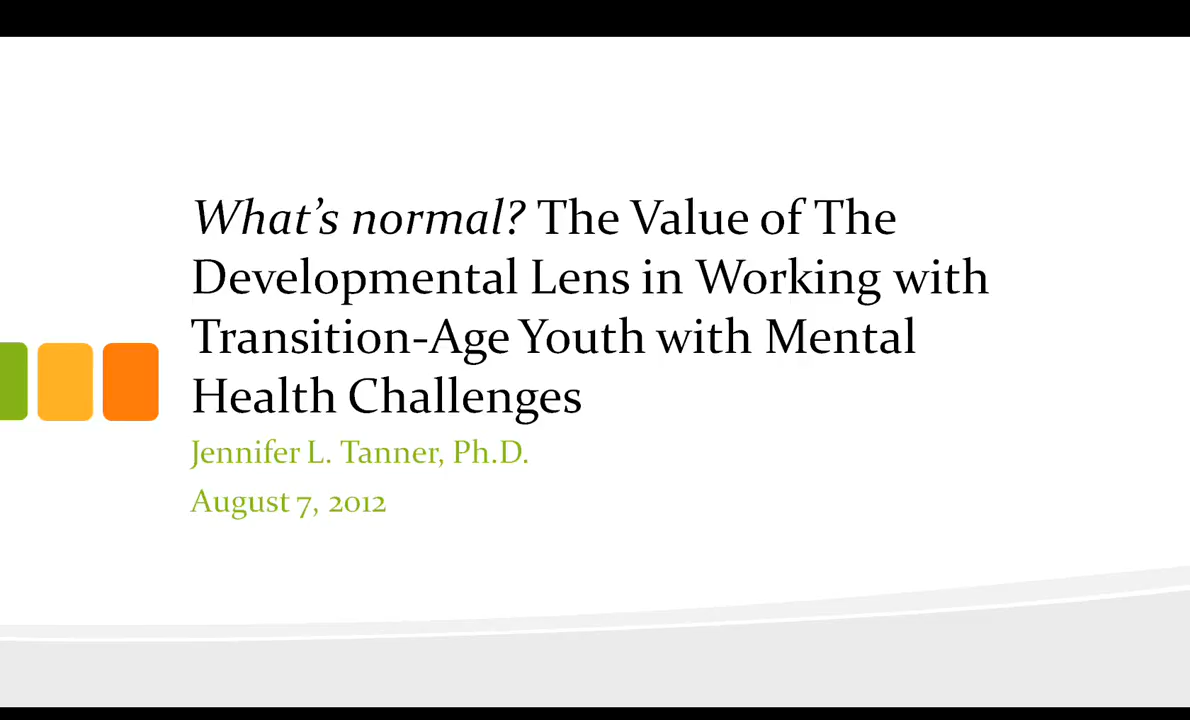 What's normal? The Value of The
Developmental Lens in Working with
Transition-Age Youth with Mental
Health Challenges
Jennifer L. Tanner, Ph.D.
August 7, 2012